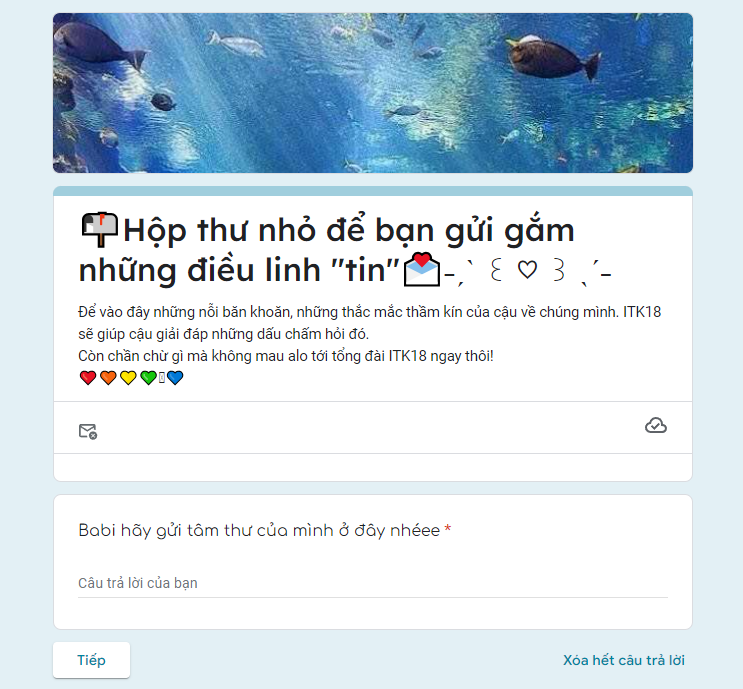 📬Hộp thư nhỏ để bạn gửi gắm
những điều linh "tin"💌-ˏˋ ꒰ ♡ ꒱ ˎˊ-
Để vào đây những nỗi băn khoăn, những thắc mắc thầm kín của cậu về chúng mình. ITK18
sẽ giúp cậu giải đáp những dấu chấm hỏi đó.
Còn chần chừ gì mà không mau alo tới tổng đài ITK18 ngay thôi!
❤️🧡💛💚💙
Babi hãy gửi tâm thư của mình ở đây nhéee *
Câu trả lời của bạn
Tiếp
Xóa hết câu trả lời